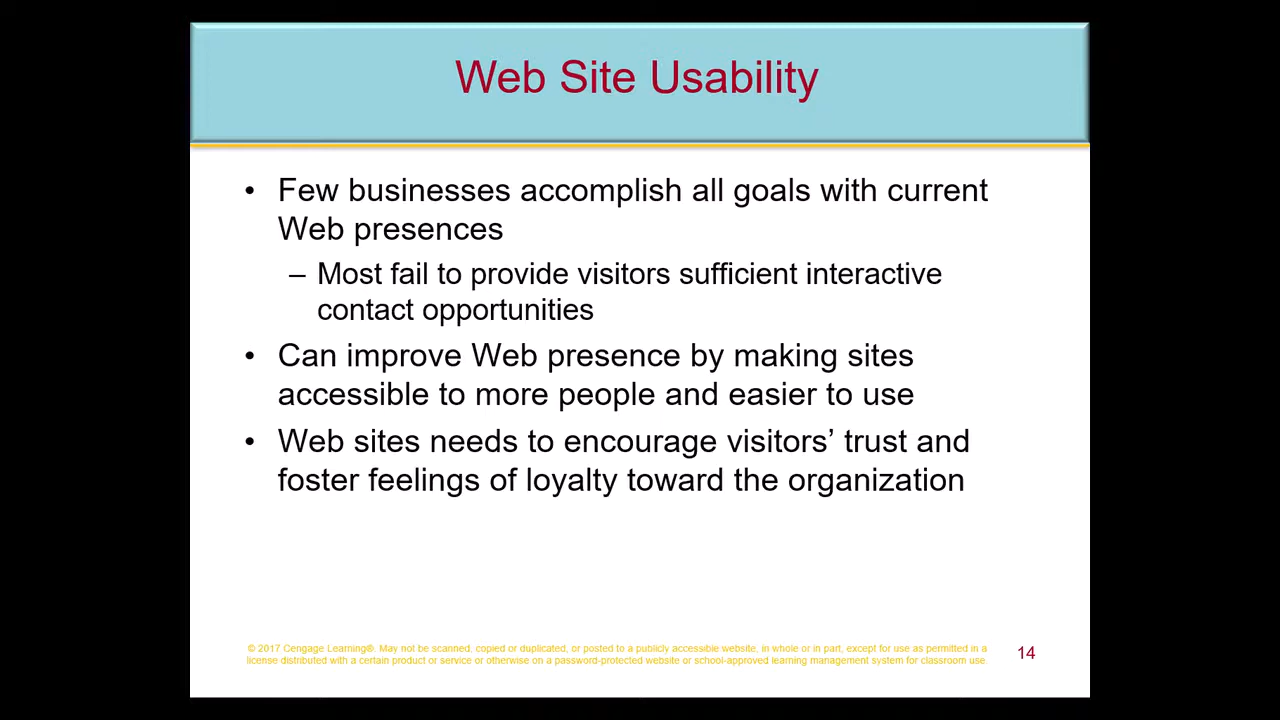 Web Site Usability
• Few businesses accomplish all goals with current
Web presences
– Most fail to provide visitors sufficient interactive
contact opportunities
• Can improve Web presence by making sites
accessible to more people and easier to use
• Web sites needs to encourage visitors’ trust and
foster feelings of loyalty toward the organization
© 2017 Cengage Learning®. May not be scanned, copied or duplicated, or posted to a publicly accessible website, in whole or in part, except for use as permitted in a
license distributed with a certain product or service or otherwise on a password-protected website or school-approved learning management system for classroom use.
14